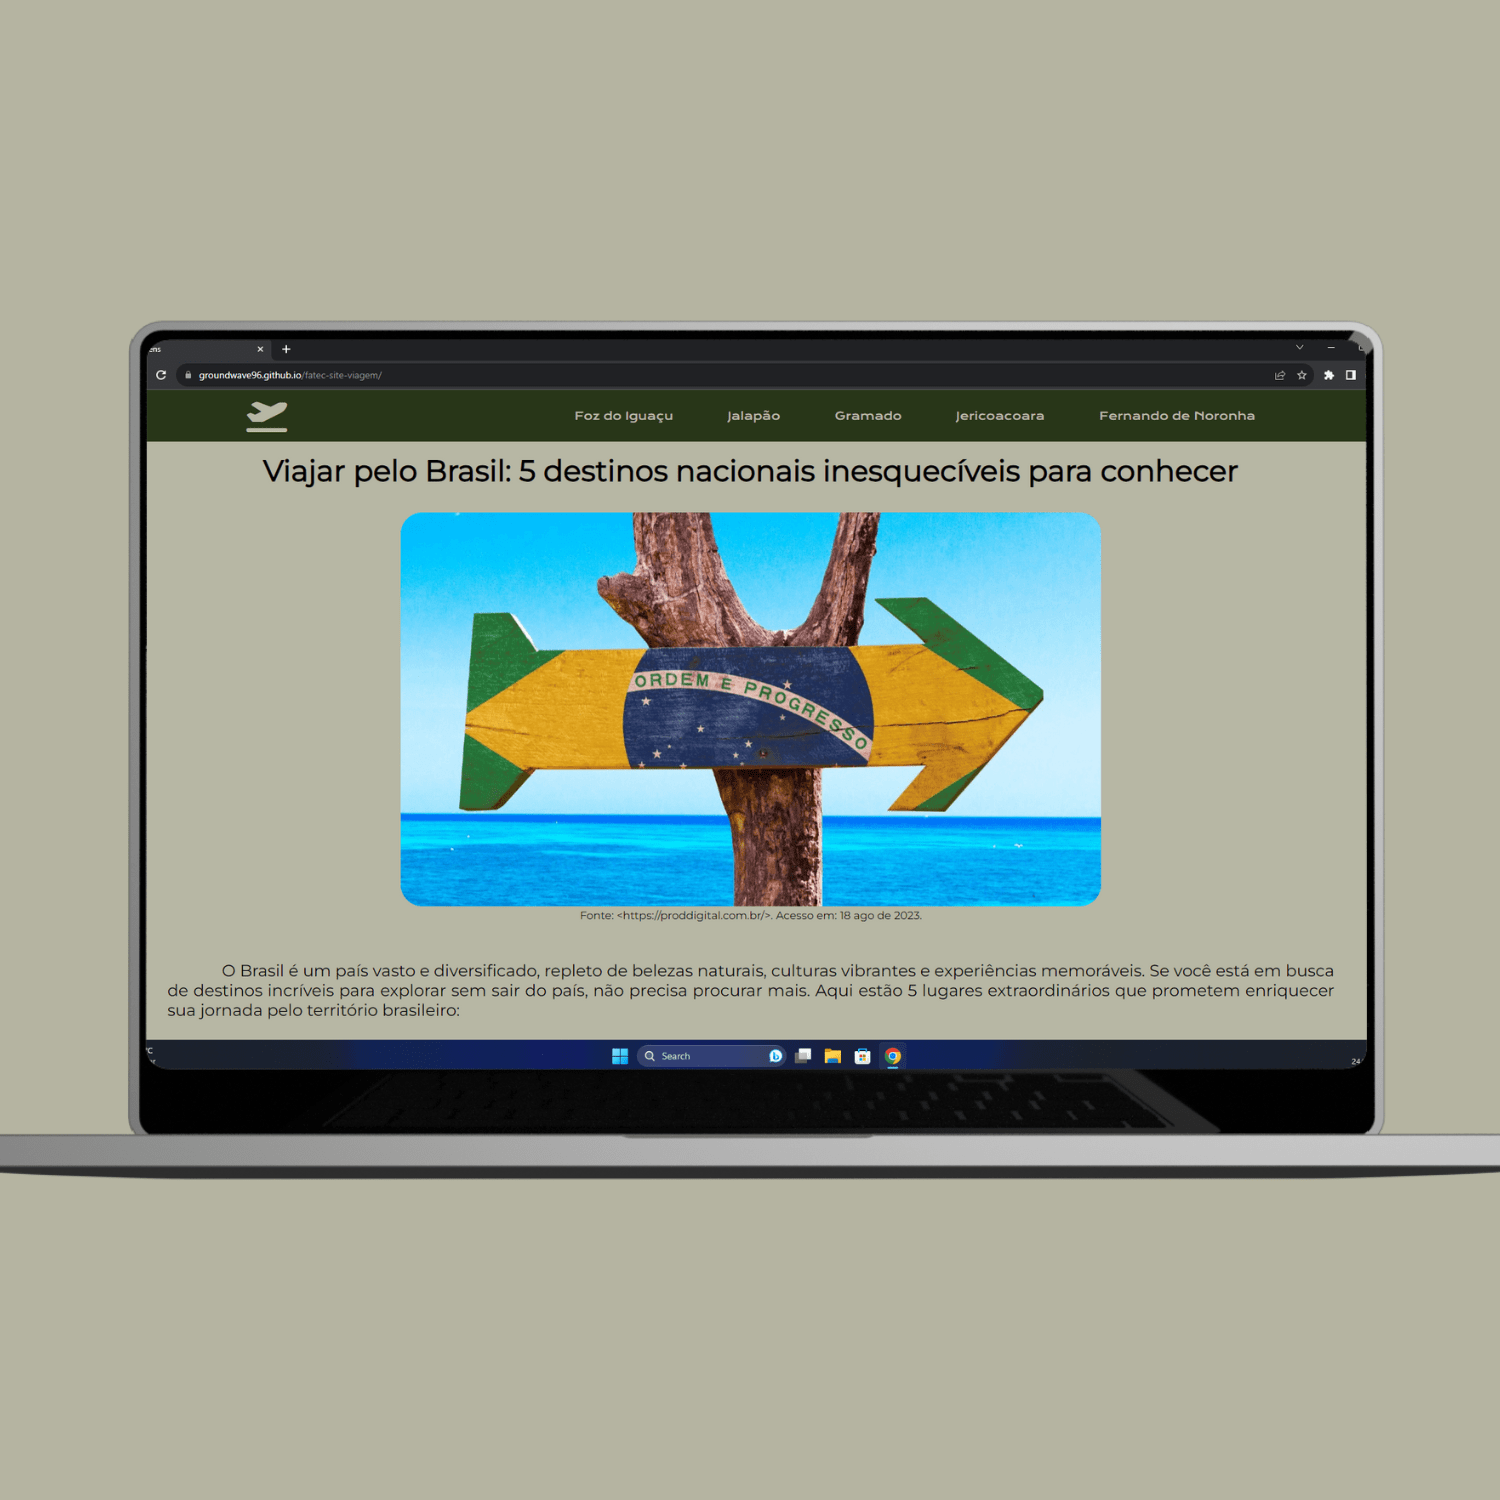 ens
groundwave96.github.io/fatec-site-viagem/
Foz do Iguaçu Jalapão Gramado Jericoacoara Fernando de Noronha
Viajar pelo Brasil: 5 destinos nacionais inesquecíveis para conhecer
ORDEM E PROGRESSO
Fonte: <https://proddigital.com.br/>. Acesso em: 18 ago de 2023.
O Brasil é um país vasto e diversificado, repleto de belezas naturais, culturas vibrantes e experiências memoráveis. Se você está em busca
de destinos incríveis para explorar sem sair do país, não precisa procurar mais. Aqui estão 5 lugares extraordinários que prometem enriquecer
sua jornada pelo território brasileiro:
Search
24